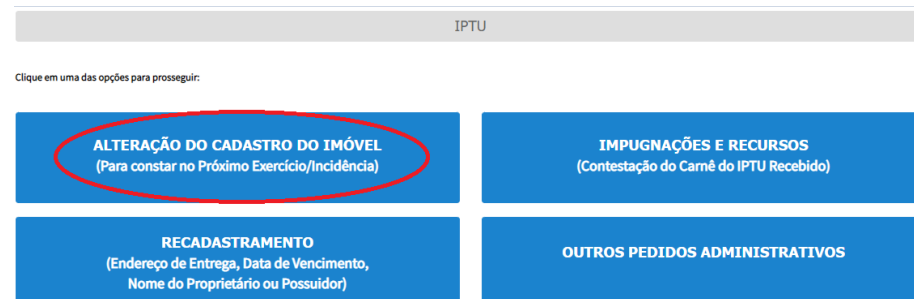 IPTU
Clique em uma das opções para prosseguir:
ALTERAÇÃO DO CADASTRO DO IMÓVEL
(Para constar no Próximo Exercício/Incidência)
IMPUGNAÇÕES E RECURSOS
(Contestação do Carnê do IPTU Recebido)
RECADASTRAMENTO
(Endereço de Entrega, Data de Vencimento,
Nome do Proprietário ou Possuidor)
OUTROS PEDIDOS ADMINISTRATIVOS